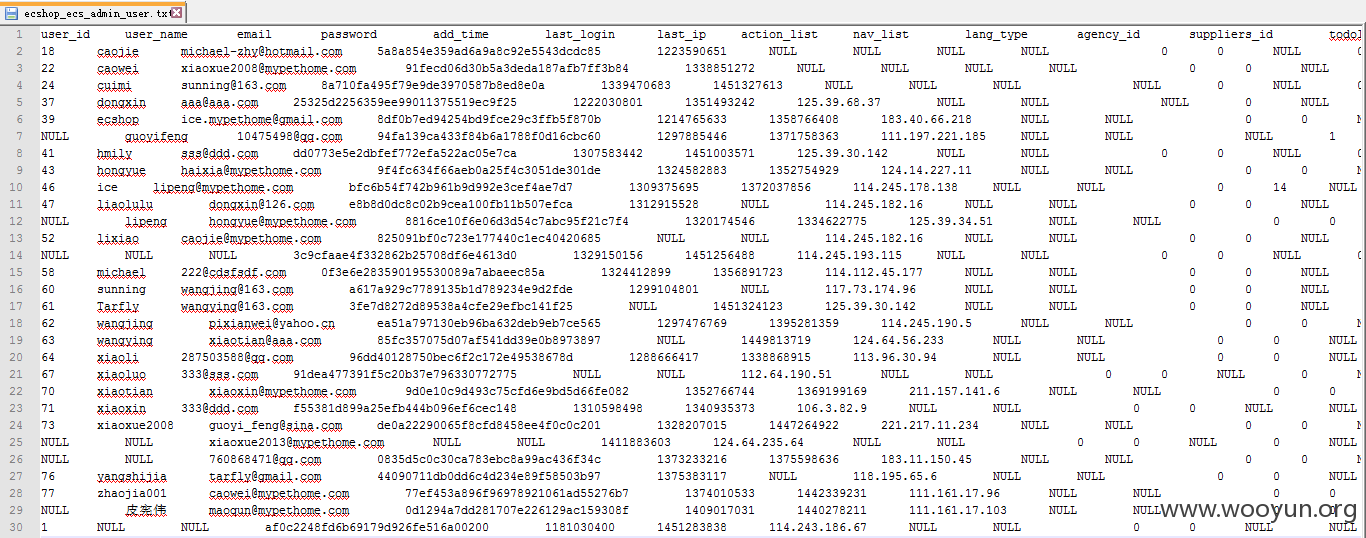 ecshop_ecs_admin_user.txt
1 user_id user_name email password add_time last_login last_ip action_list nav_list lang_type agency_id suppliers_id todol
2 18 caojie michael-zhy@hotmail.com 5a8a854e359ad6a9a8c92e5543dcdc85 1223590651 NULL NULL NULL NULL 0 0 NULL 0
3 22 caowei xiaoxue2008@mypethome.com 91fecd06d30b5a3deda187afb7ff3b84 1338851272 NULL NULL NULL NULL 0 0 NULL
4 24 cuimi sunning@163.com 8a710fa495f79e9de3970587b8ed8e0a 1339470683 1451327613 NULL NULL NULL NULL 0 0
5 37 dongxin aaa@aaa.com 25325d2256359ee99011375519ec9f25 1222030801 1351493242 125.39.68.37 NULL NULL NULL 0
6 39 ecshop ice.mypethome@gmail.com 8df0b7ed94254bd9fce29c3ffb5f870b 1214765633 1358766408 183.40.66.218 NULL NULL 0 0 N
7 NULL guoyifeng 10475498@qq.com 94fa139ca433f84b6a1788f0d16cbc60 1297885446 1371758363 111.197.221.185 NULL NULL NULL 1
8 41 hmily sss@ddd.com dd0773e5e2dbfef772efa522ac05e7ca 1307583442 1451003571 125.39.30.142 NULL NULL 0 0
9 43 hongyue haixia@mypethome.com 9f4fc634f66aeb0a25f4c3051de301de 1324582883 1352754929 124.14.227.11 NULL NULL 0 0
10 46 ice lipeng@mypethome.com bfc6b54f742b961b9d992e3cef4ae7d7 1309375695 1372037856 114.245.178.138 NULL NULL 0 14 NULL
11 47 liaolulu dongxin@126.com e8b8d0dc8c02b9cea100fb11b507efca 1312915528 NULL 114.245.182.16 NULL NULL 0 0 NULL
12 NULL lipeng hongyue@mypethome.com 8816ce10f6e06d3d54c7abc95f21c7f4 1320174546 1334622775 125.39.34.51 NULL NULL 0 0
13 52 lixiao caojie@mypethome.com 825091bf0c723e177440c1ec40420685 NULL NULL 114.245.182.16 NULL NULL 0 0 NULL
14 NULL NULL NULL 3c9cfaae4f332862b25708df6e4613d0 1329150156 1451256488 114.245.193.115 NULL NULL 0 0 NULL 0
15 58 michael 222@cdsfsdf.com 0f3e6e283590195530089a7abaeec85a 1324412899 1356891723 114.112.45.177 NULL NULL 0 0 NULL
16 60 sunning wangjing@163.com a617a929c7789135b1d789234e9d2fde 1299104801 NULL 117.73.174.96 NULL NULL 0 0 NULL
17 61 Tarfly wangying@163.com 3fe7d8272d89538a4cfe29efbc141f25 NULL 1451324123 125.39.30.142 NULL NULL 0 0 NULL
18 62 wangjing pixianwei@yahoo.cn ea51a797130eb96ba632deb9eb7ce565 1297476769 1395281359 114.245.190.5 NULL NULL 0 0 N
19 63 wangying xiaotian@aaa.com 85fc357075d07af541dd39e0b8973897 NULL 1449813719 124.64.56.233 NULL NULL 0 0 NULL
20 64 xiaoli 287503588@qq.com 96dd40128750bec6f2c172e49538678d 1288666417 1338868915 113.96.30.94 NULL NULL 0 0 NULL
21 67 xiaoluo 333@sss.com 91dea477391f5c20b37e796330772775 NULL NULL 112.64.190.51 NULL NULL 0 0 NULL 0
22 70 xiaotian xiaoxin@mypethome.com 9d0e10c9d493c75cfd6e9bd5d66fe082 1352766744 1369199169 211.157.141.6 NULL NULL 0 0
23 71 xiaoxin 333@ddd.com f55381d899a25efb444b096ef6cec148 1310598498 1340935373 106.3.82.9 NULL NULL 0 0 NULL
24 73 xiaoxue2008 guoyi_feng@sina.com de0a22290065f8cfd8458ee4f0c0c201 1328207015 1447264922 221.217.11.234 NULL NULL 0 0 N
25 NULL NULL xiaoxue2013@mypethome.com NULL NULL 1411883603 124.64.235.64 NULL NULL 0 0 NULL N
26 NULL NULL 760868471@qq.com 0835d5c0c30ca783ebc8a99ac436f34c 1373233216 1375598636 183.11.150.45 NULL NULL 0 0 NULL
27 76 yangshijia tarfly@gmail.com 44090711db0dd6c4d234e89f58503b97 1375383117 NULL 118.195.65.6 NULL NULL 0 0 NULL
28 77 zhaojia001 caowei@mypethome.com 77ef453a896f96978921061ad55276b7 1374010533 1442339231 111.161.17.96 NULL NULL 0 0
29 NULL 皮宪伟 maoqun@mypethome.com 0d1294a7dd281707e226129ac159308f 1409017031 1440278211 111.161.17.103 NULL NULL 0 0
30 1 NULL NULL af0c2248fd6b69179d926fe516a00200 1181030400 1451283838 114.243.186.67 NULL NULL 0 0 NULL
www.wooyun.org